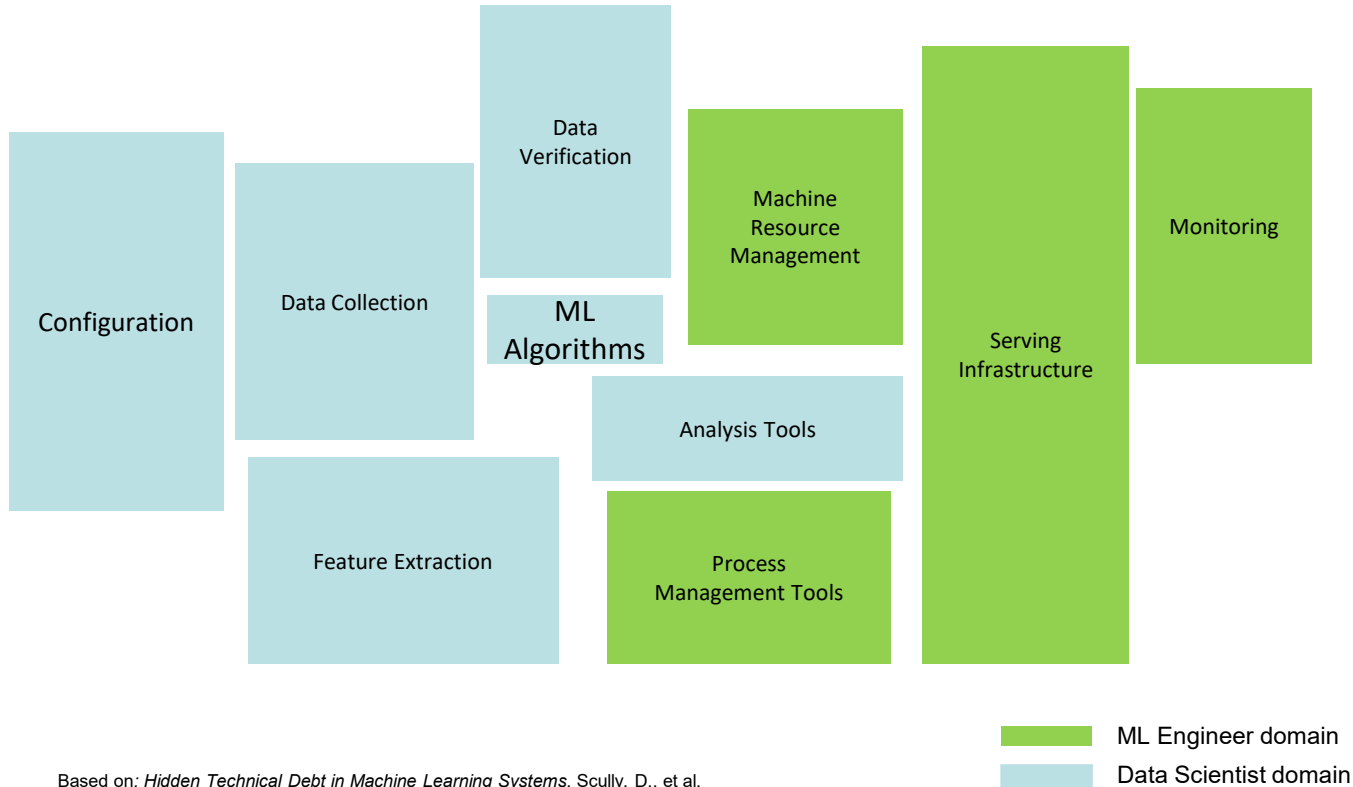 Data
Verification
Machine
Resource
Management
Monitoring
Configuration
Data Collection
ML
Algorithms
Serving
Infrastructure
Analysis Tools
Feature Extraction
Process
Management Tools
ML Engineer domain
Data Scientist domain
Based on: Hidden Technical Debt in Machine Learning Systems. Scully. D.. et al.